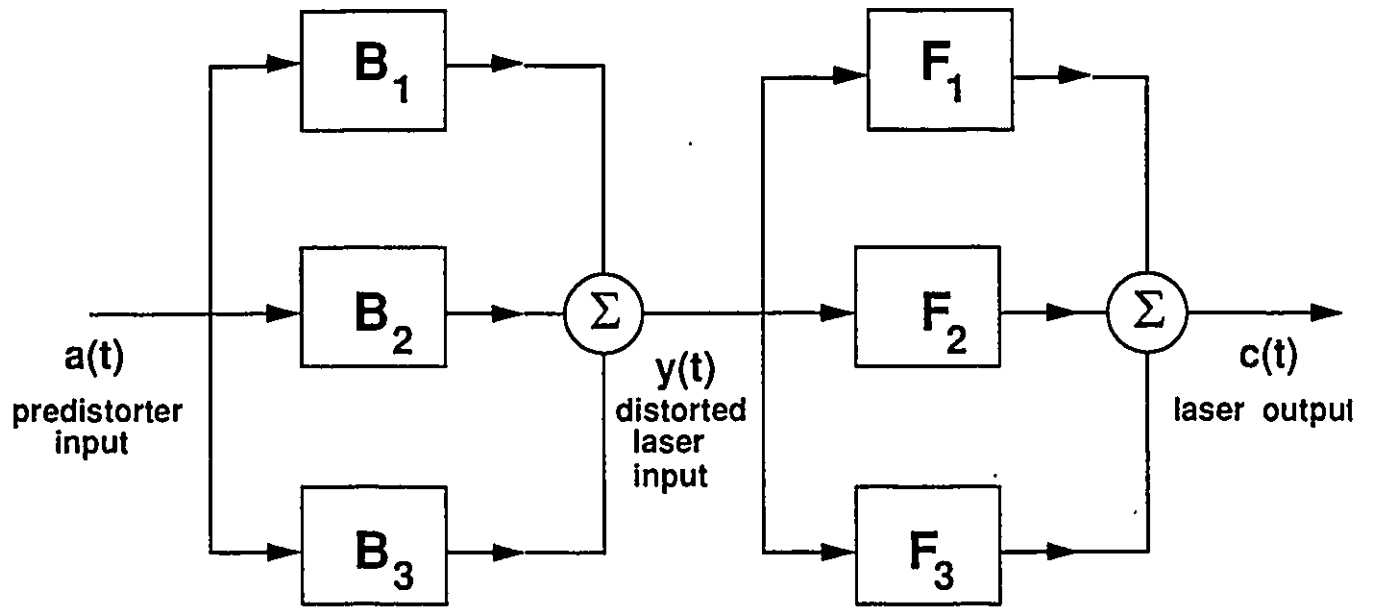 B1
F1
B2
Σ
F2
Σ
a(t)
predistorter
input
y(t)
distorted
laser
input
c(t)
laser output
B3
F3